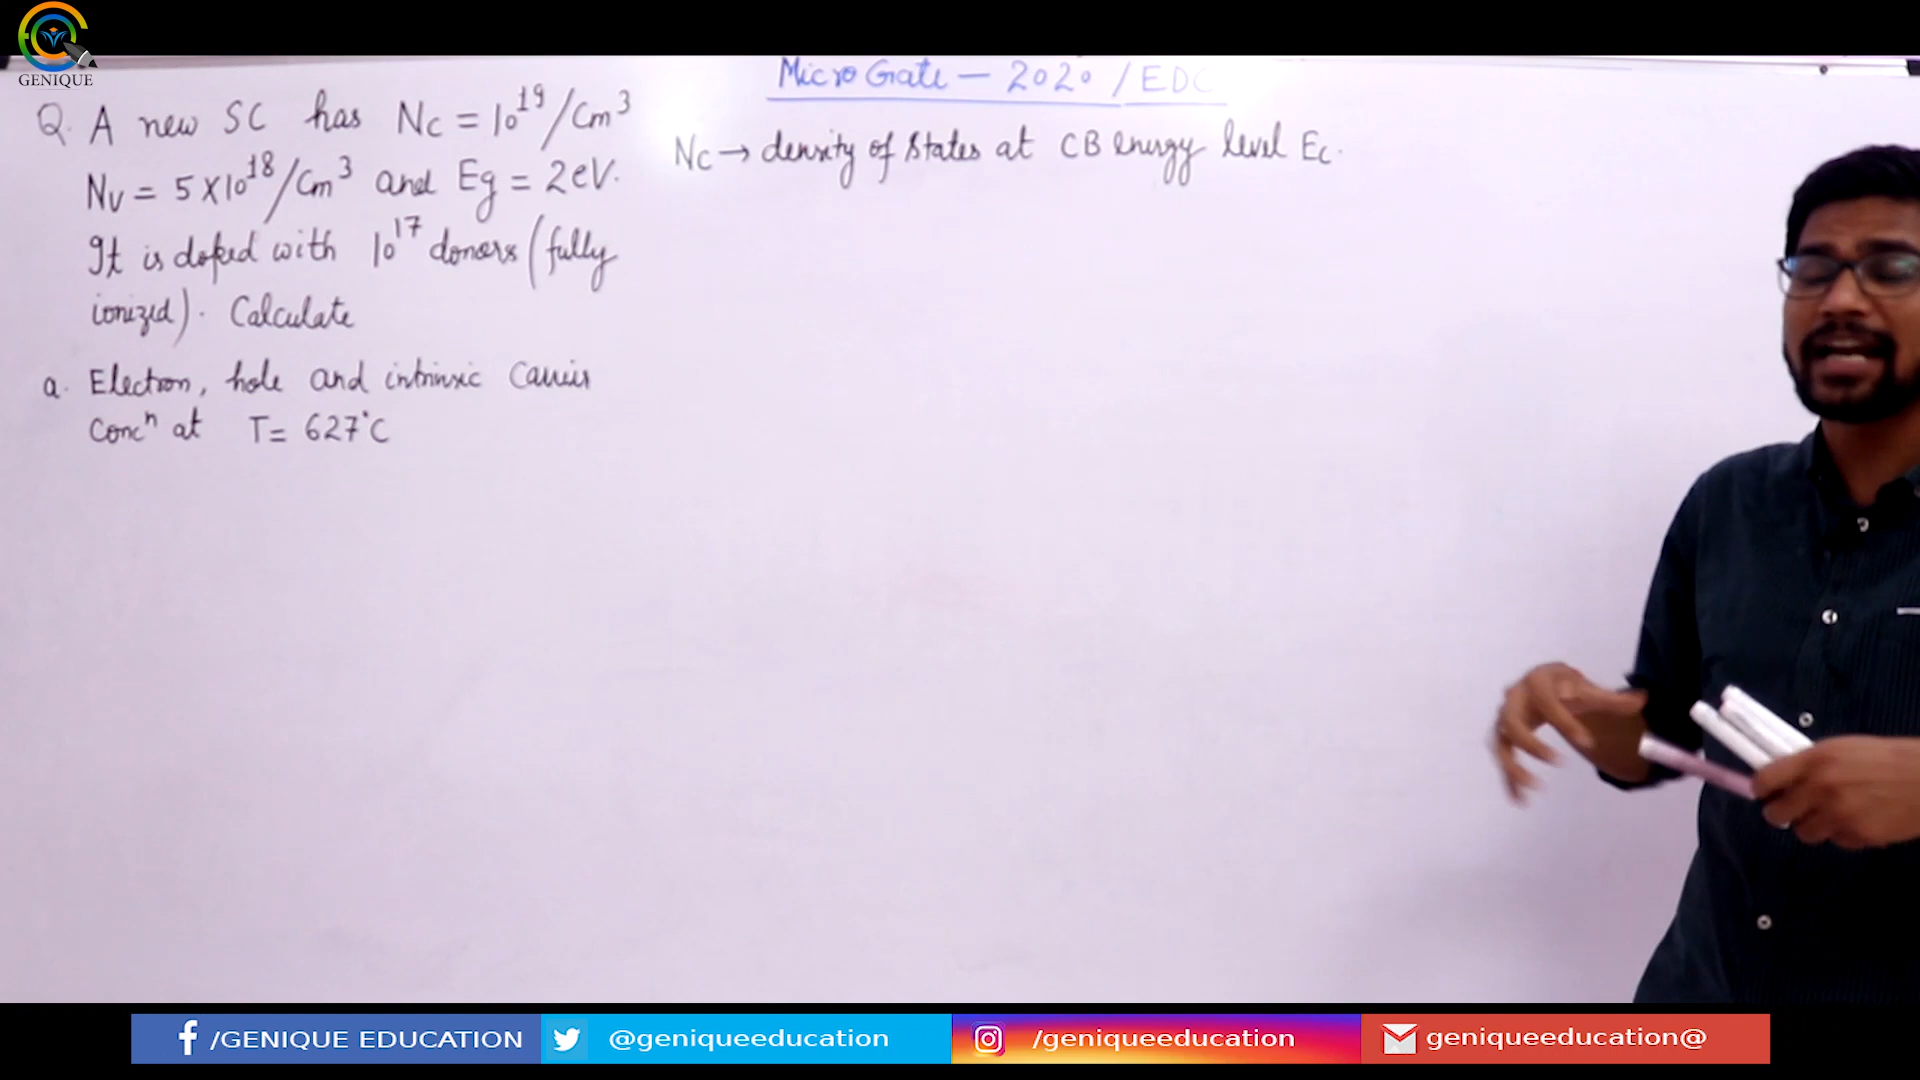 GENIQUE
Micro Gate — 2020 / EDC
Q. A new SC has Nc = 10^19/Cm^3
Nv = 5 X 10^18/Cm^3 and Eg = 2eV.
It is doped with 10^17 doners (fully
ionized). Calculate
a. Electron, hole and intrinsic Carrier
Conc^n at T= 627°C
Nc → density of States at CB energy level Ec.
/GENIQUE EDUCATION
@geniqueeducation
/geniqueeducation
geniqueeducation@